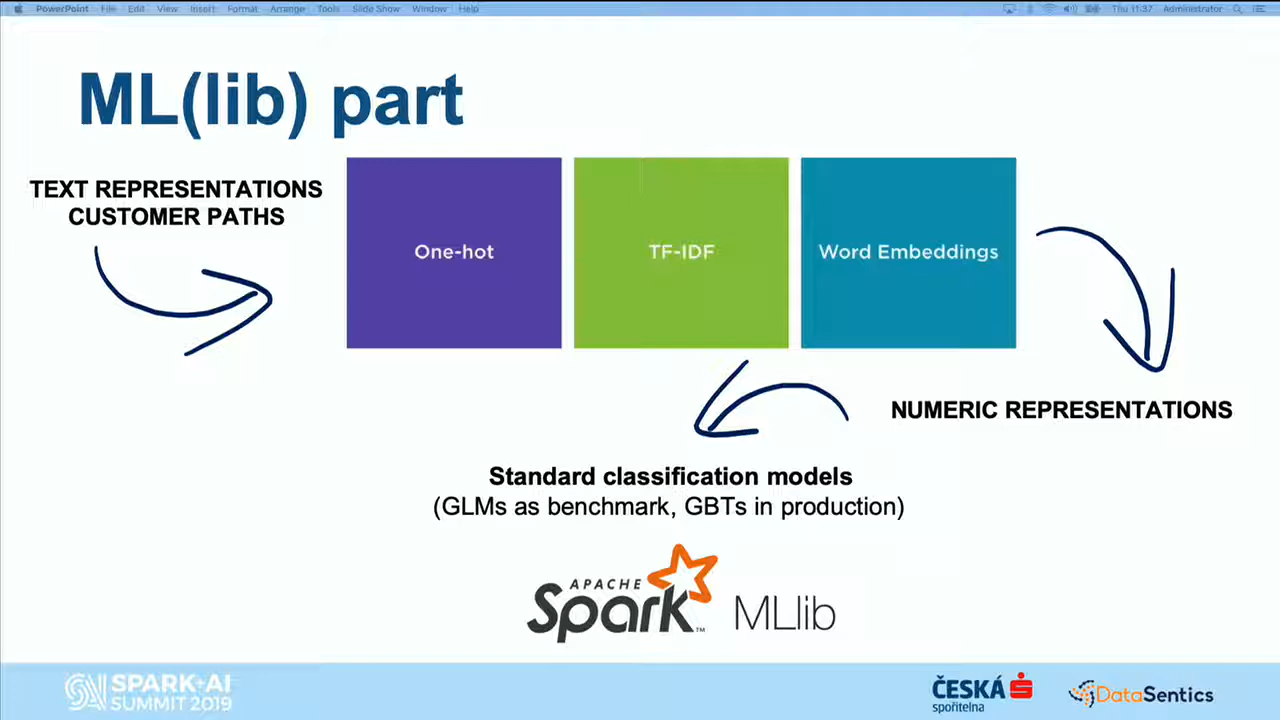 PowerPoint File Edit View Insert Format Arrange Tools Slide Show Window Help Thu 11:37 Administrator
ML(lib) part
TEXT REPRESENTATIONS
CUSTOMER PATHS
One-hot
TF-IDF
Word Embeddings
NUMERIC REPRESENTATIONS
Standard classification models
(GLMs as benchmark, GBTs in production)
APACHE
Spark™ MLlib
SPARK+AI
SUMMIT 2019
ČESKÁ
spořitelna
DataSentics